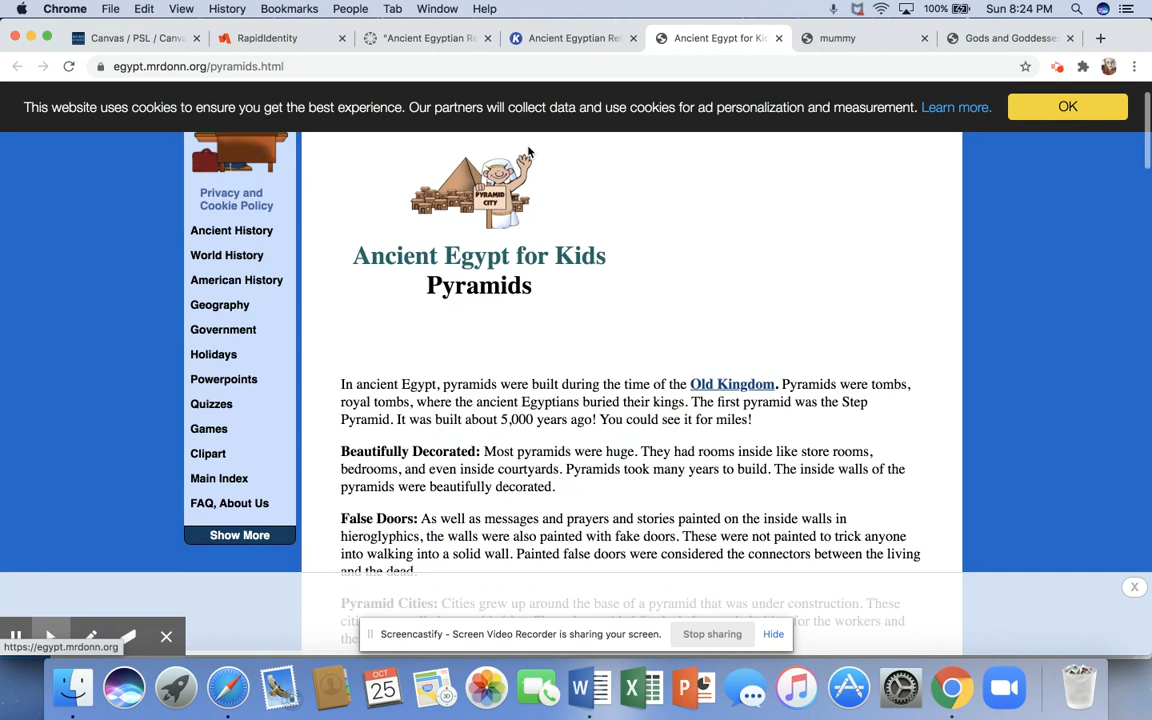 Chrome File Edit View History Bookmarks People Tab Window Help 100% Sun 8:24 PM
Canvas / PSL / Canva RapidIdentity "Ancient Egyptian Re Ancient Egyptian Rel Ancient Egypt for Ki mummy Gods and Goddesse
egypt.mrdonn.org/pyramids.html
This website uses cookies to ensure you get the best experience. Our partners will collect data and use cookies for ad personalization and measurement. Learn more. OK
PYRAMID
CITY
Privacy and
Cookie Policy
Ancient History
World History
American History
Geography
Government
Holidays
Powerpoints
Quizzes
Games
Clipart
Main Index
FAQ, About Us
Show More
Ancient Egypt for Kids
Pyramids
In ancient Egypt, pyramids were built during the time of the Old Kingdom. Pyramids were tombs,
royal tombs, where the ancient Egyptians buried their kings. The first pyramid was the Step
Pyramid. It was built about 5,000 years ago! You could see it for miles!
Beautifully Decorated: Most pyramids were huge. They had rooms inside like store rooms,
bedrooms, and even inside courtyards. Pyramids took many years to build. The inside walls of the
pyramids were beautifully decorated.
False Doors: As well as messages and prayers and stories painted on the inside walls in
hieroglyphics, the walls were also painted with fake doors. These were not painted to trick anyone
into walking into a solid wall. Painted false doors were considered the connectors between the living
and the dead.
Pyramid Cities: Cities grew up around the base of a pyramid that was under construction. These
for the workers and
X
Screencastify - Screen Video Recorder is sharing your screen. Stop sharing Hide
https://egypt.mrdonn.org
OCT
25